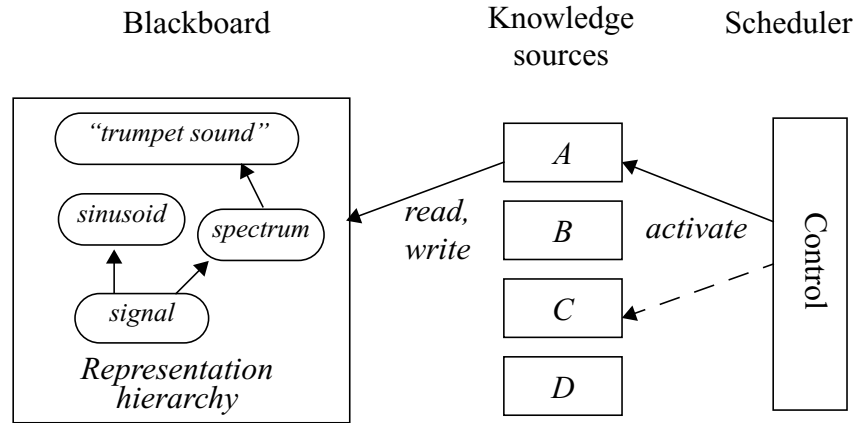 Blackboard
Knowledge
sources
Scheduler
“trumpet sound”
sinusoid
spectrum
signal
Representation
hierarchy
read,
write
A
B
C
D
activate
Control